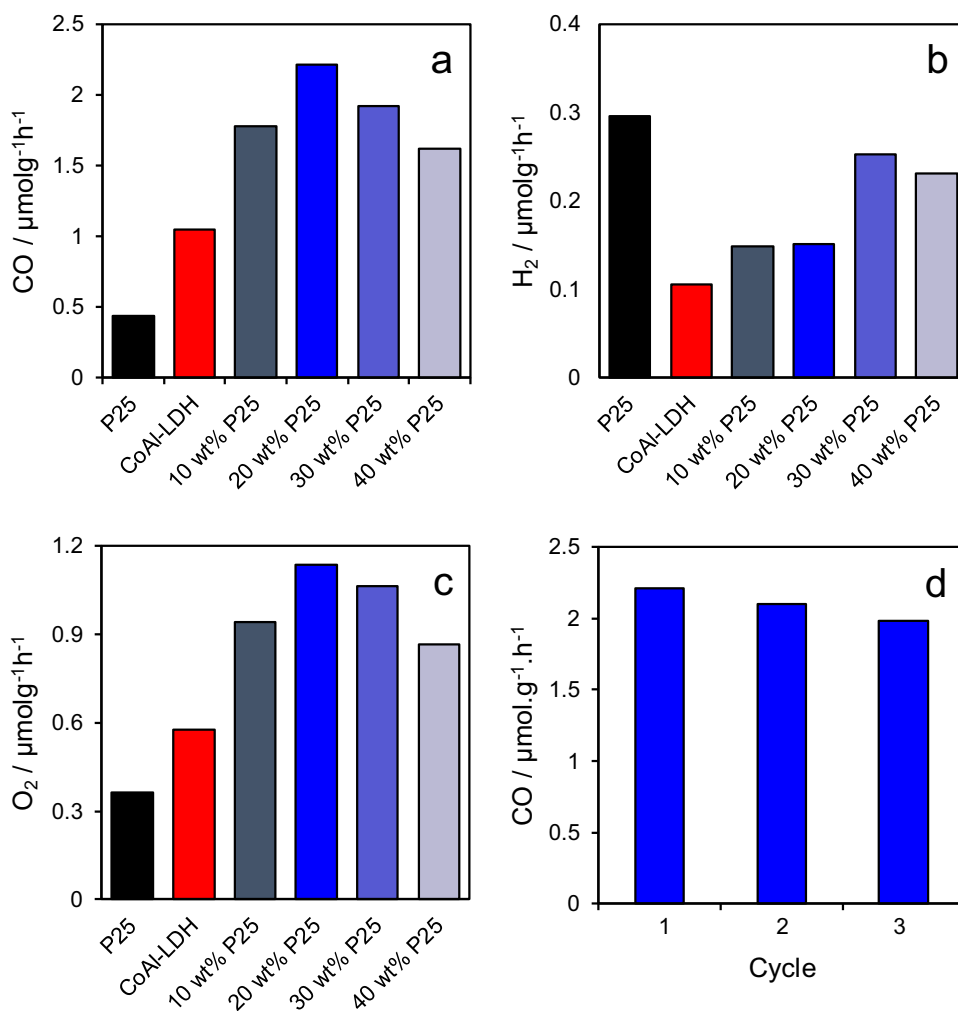 a
CO / µmolg⁻¹h⁻¹
2.5
2
1.5
1
0.5
0
P25
CoAl-LDH
10 wt% P25
20 wt% P25
30 wt% P25
40 wt% P25
b
H₂ / µmolg⁻¹h⁻¹
0.4
0.3
0.2
0.1
0
P25
CoAl-LDH
10 wt% P25
20 wt% P25
30 wt% P25
40 wt% P25
c
O₂ / µmolg⁻¹h⁻¹
1.2
0.9
0.6
0.3
0
P25
CoAl-LDH
10 wt% P25
20 wt% P25
30 wt% P25
40 wt% P25
d
CO / µmol.g⁻¹.h⁻¹
2.5
2
1.5
1
0.5
0
1
2
3
Cycle